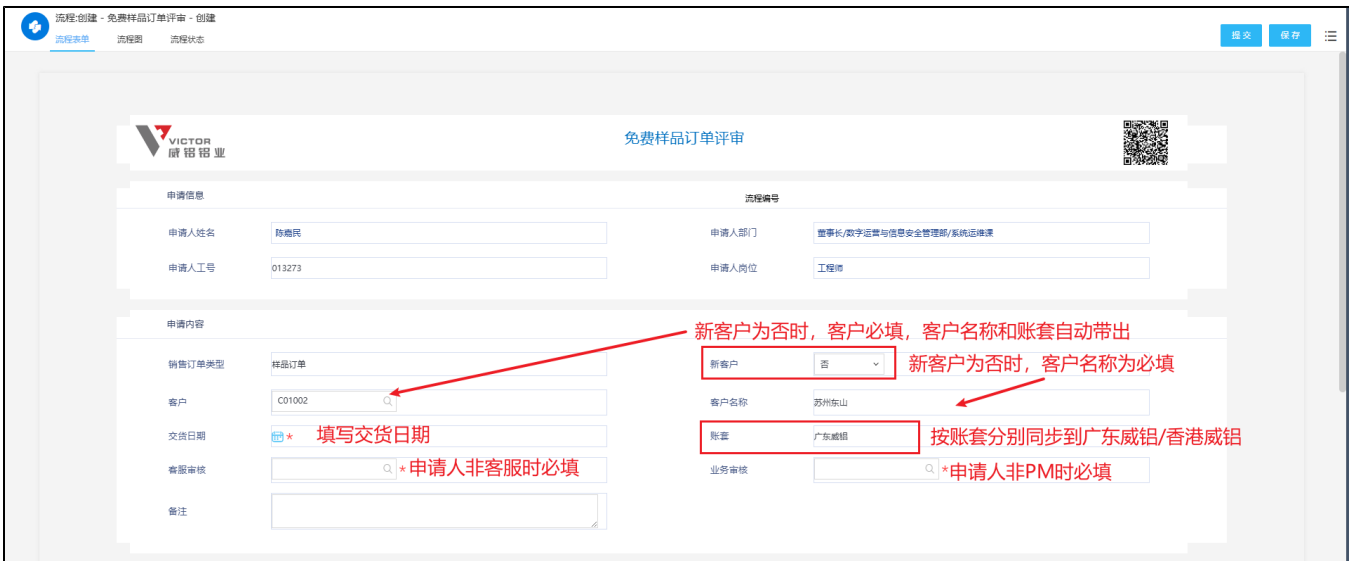 流程:创建 - 免费样品订单评审 - 创建
流程表单 流程图 流程状态
提交 保存
VICTOR
威铝铝业
免费样品订单评审
申请信息 流程编号
申请人姓名 陈嘉民 申请人部门 董事长/数字运营与信息安全管理部/系统运维课
申请人工号 013273 申请人岗位 工程师
申请内容
新客户为否时，客户必填，客户名称和账套自动带出
销售订单类型 样品订单 新客户 否 新客户为否时，客户名称为必填
客户 C01002 客户名称 苏州东山
交货日期 * 填写交货日期 账套 广东威铝 按账套分别同步到广东威铝/香港威铝
客服审核 *申请人非客服时必填 业务审核 *申请人非PM时必填
备注